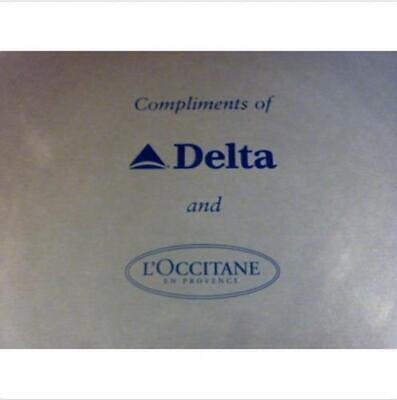 Compliments of
Delta
and
L'OCCITANE
EN PROVENCE